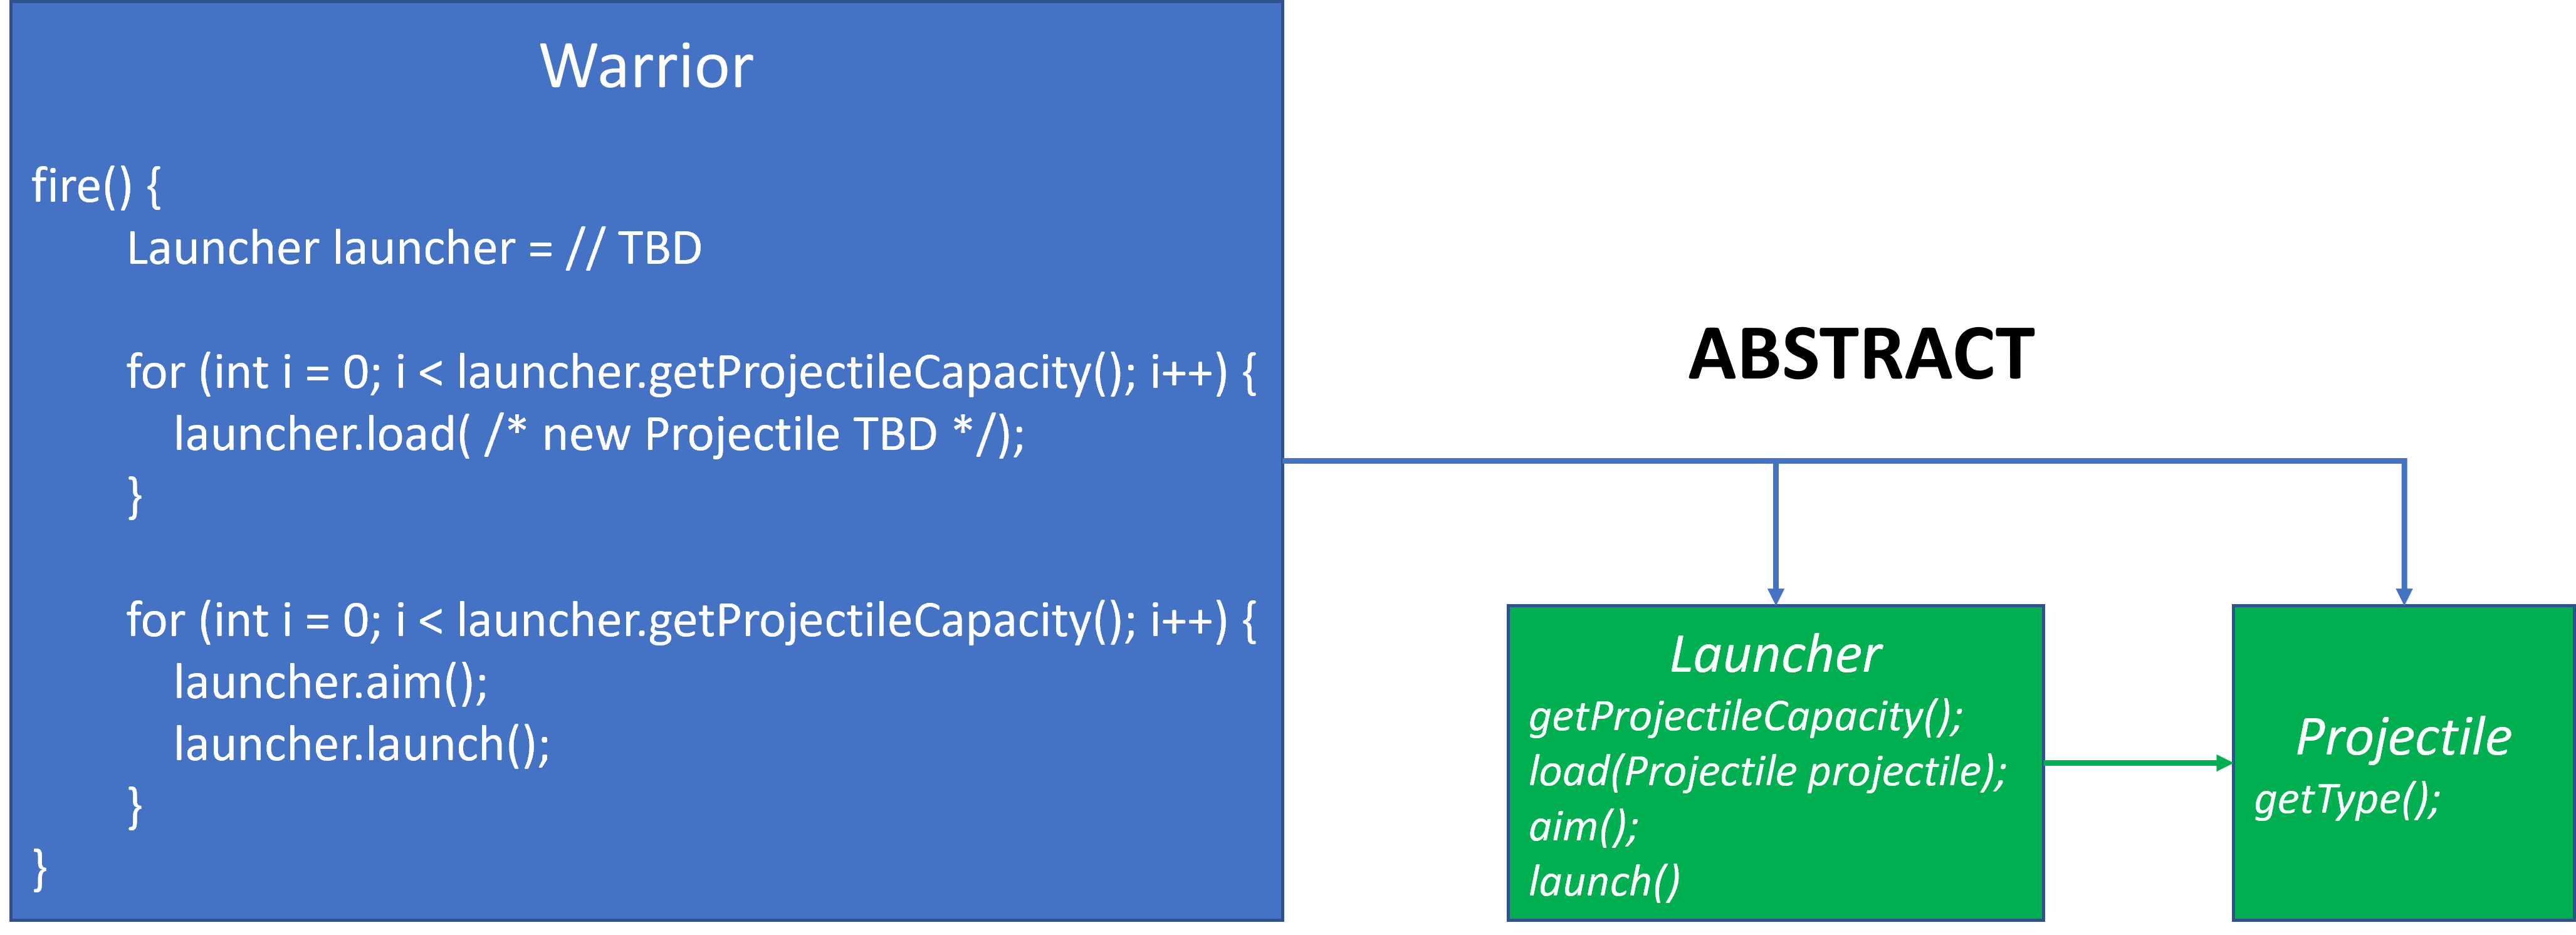 Warrior
fire() {
Launcher launcher = // TBD
for (int i = 0; i < launcher.getProjectileCapacity(); i++) {
launcher.load( /* new Projectile TBD */);
}
for (int i = 0; i < launcher.getProjectileCapacity(); i++) {
launcher.aim();
launcher.launch();
}
}
ABSTRACT
Launcher
getProjectileCapacity();
load(Projectile projectile);
aim();
launch()
Projectile
getType();